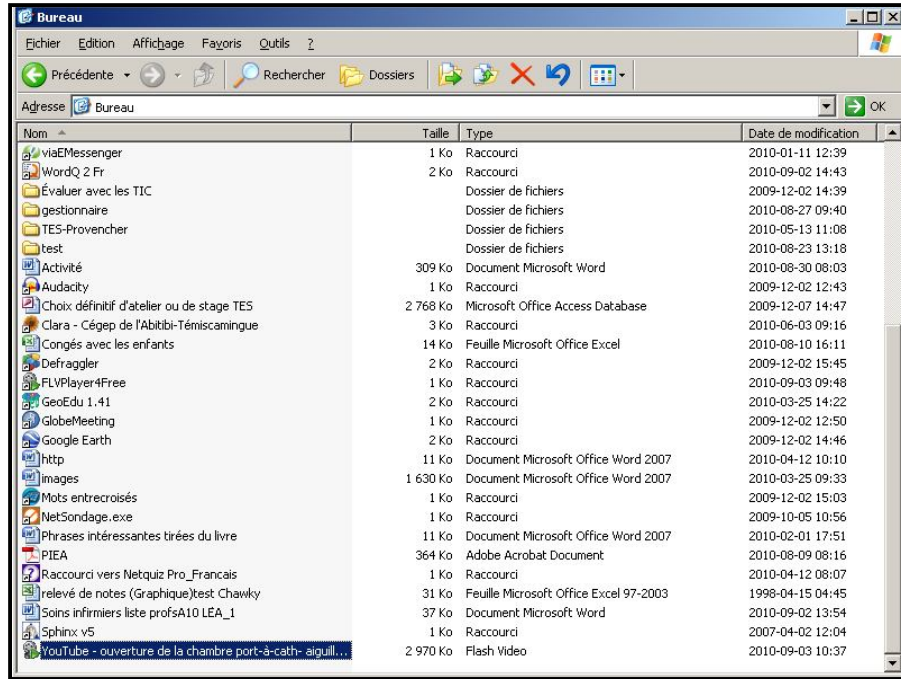 Bureau
Fichier Edition Affichage Favoris Outils ?
Précédente Rechercher Dossiers
Adresse Bureau OK
Nom Taille Type Date de modification
viaEMessenger 1 Ko Raccourci 2010-01-11 12:39
WordQ 2 Fr 2 Ko Raccourci 2010-09-02 14:43
Évaluer avec les TIC Dossier de fichiers 2009-12-02 14:39
gestionnaire Dossier de fichiers 2010-08-27 09:40
TES-Provencher Dossier de fichiers 2010-05-13 11:08
test Dossier de fichiers 2010-08-23 13:18
Activité 309 Ko Document Microsoft Word 2010-08-30 08:03
Audacity 1 Ko Raccourci 2009-12-02 12:43
Choix définitif d'atelier ou de stage TES 2 768 Ko Microsoft Office Access Database 2009-12-07 14:47
Clara - Cégep de l'Abitibi-Témiscamingue 3 Ko Raccourci 2010-06-03 09:16
Congés avec les enfants 14 Ko Feuille Microsoft Office Excel 2010-08-10 16:11
Defraggler 2 Ko Raccourci 2009-12-02 15:45
FLVPlayer4Free 1 Ko Raccourci 2010-09-03 09:48
GeoEdu 1.41 2 Ko Raccourci 2010-03-25 14:22
GlobeMeeting 1 Ko Raccourci 2009-12-02 12:50
Google Earth 2 Ko Raccourci 2009-12-02 14:46
http 11 Ko Document Microsoft Office Word 2007 2010-04-12 10:10
images 1 630 Ko Document Microsoft Office Word 2007 2010-03-25 09:33
Mots entrecroisés 1 Ko Raccourci 2009-12-02 15:03
NetSondage.exe 1 Ko Raccourci 2009-10-05 10:56
Phrases intéressantes tirées du livre 11 Ko Document Microsoft Office Word 2007 2010-02-01 17:51
PIEA 364 Ko Adobe Acrobat Document 2010-08-09 08:16
Raccourci vers Netquiz Pro_Francais 1 Ko Raccourci 2010-04-12 08:07
relevé de notes (Graphique)test Chawky 31 Ko Feuille Microsoft Office Excel 97-2003 1998-04-15 04:45
Soins infirmiers liste profsA10 LÉA_1 37 Ko Document Microsoft Word 2010-09-02 13:54
Sphinx v5 1 Ko Raccourci 2007-04-02 12:04
YouTube - ouverture de la chambre port-à-cath- aiguill... 2 970 Ko Flash Video 2010-09-03 10:37